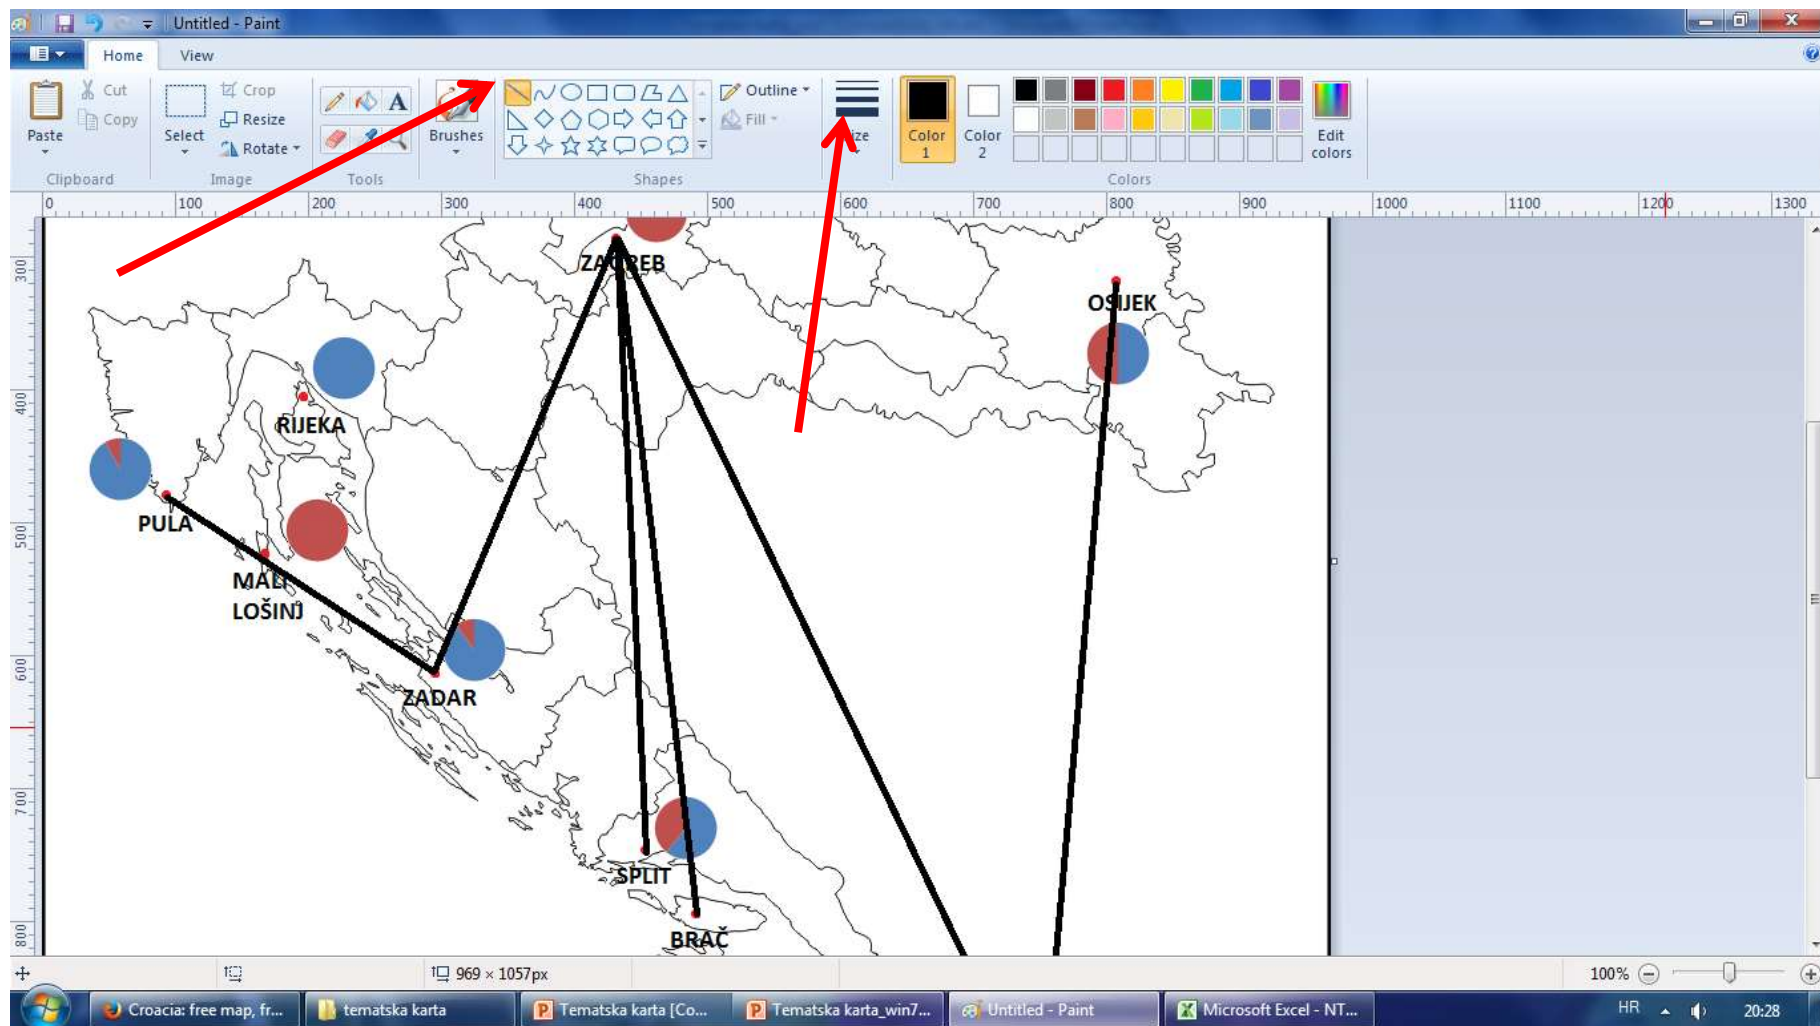 Untitled - Paint
Home View
Paste
Cut
Copy
Clipboard
Select
Crop
Resize
Rotate
Image
A
Tools
Brushes
Shapes
Outline
Fill
Color 1
Color 2
Edit colors
Colors
0 100 200 300 400 500 600 700 800 900 1000 1100 1200 1300
300
400
500
600
700
800
ZAGREB
OSIJEK
RIJEKA
PULA
MALI
LOŠINJ
ZADAR
SPLIT
BRAČ
969 × 1057px
100%
Croacia: free map, fr...
tematska karta
Tematska karta [Co...
Tematska karta_win7...
Untitled - Paint
Microsoft Excel - NT...
HR
20:28